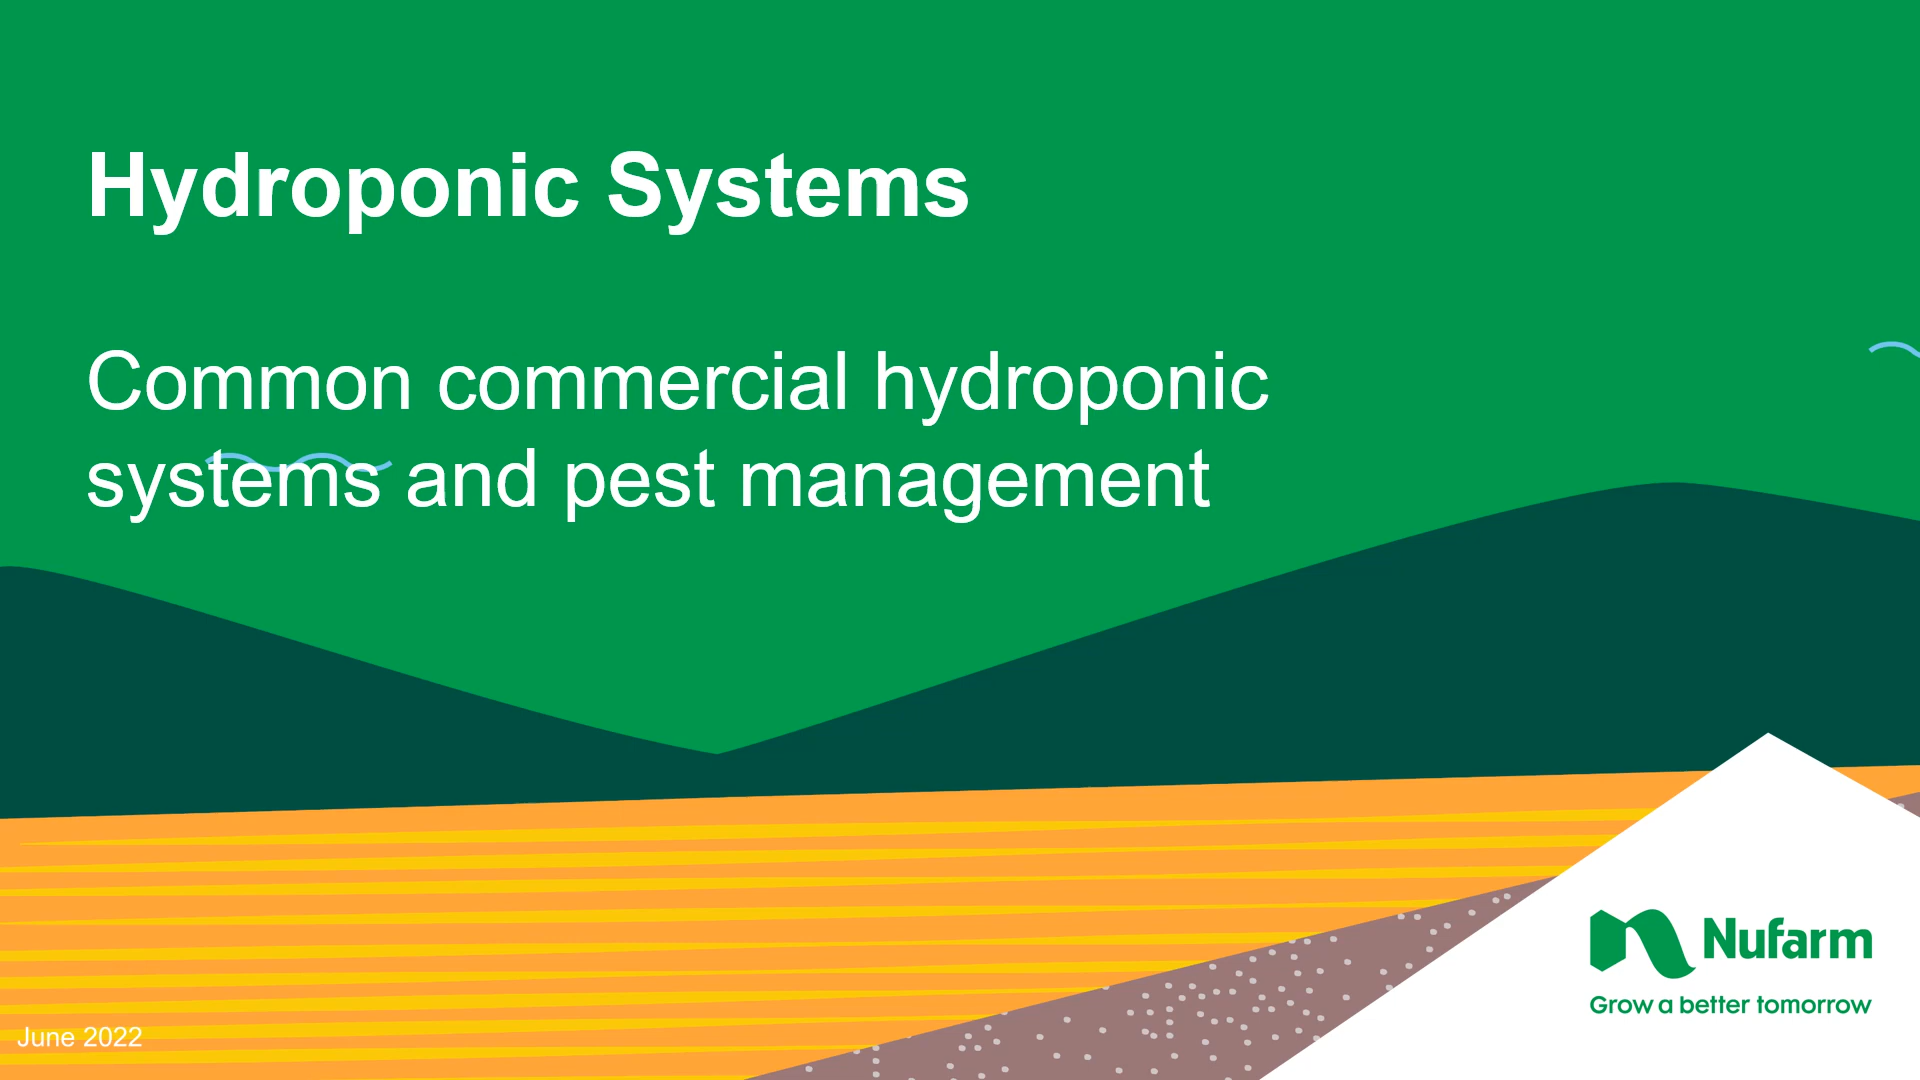 Hydroponic Systems
Common commercial hydroponic
systems and pest management
Nufarm
Grow a better tomorrow
June 2022